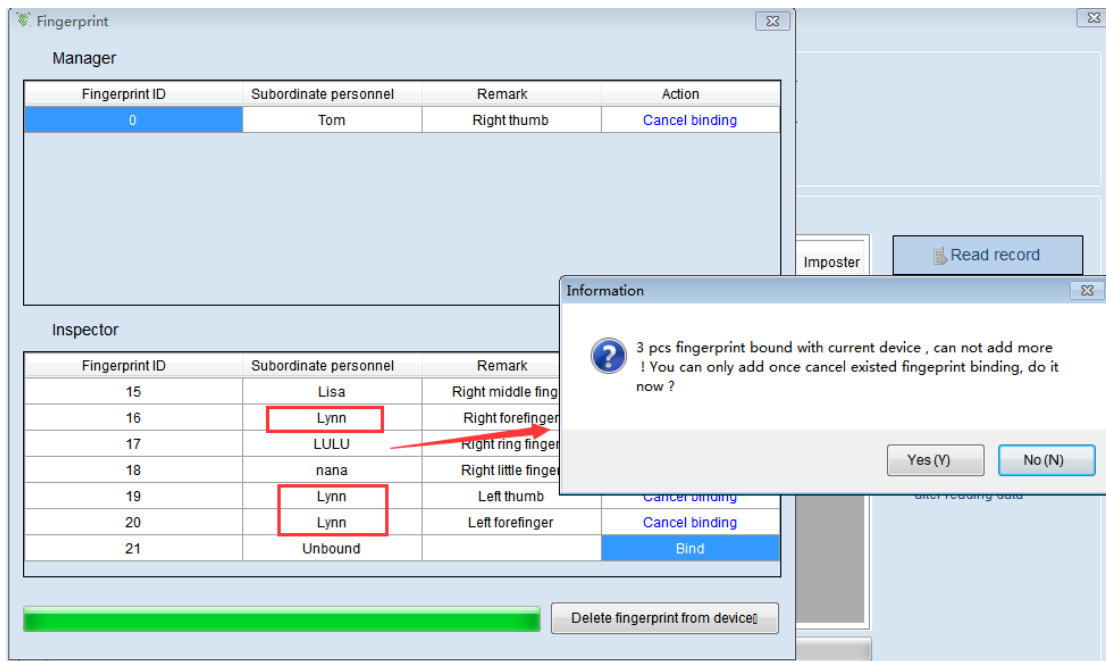 Fingerprint
Manager
Fingerprint ID Subordinate personnel Remark Action
0 Tom Right thumb Cancel binding
Imposter Read record
Information
3 pcs fingerprint bound with current device , can not add more
! You can only add once cancel existed fingeprint binding, do it
now ?
Yes (Y) No (N)
Inspector
Fingerprint ID Subordinate personnel Remark
15 Lisa Right middle fing
16 Lynn Right forefinger
17 LULU Right ring finger
18 nana Right little finger
19 Lynn Left thumb Cancel binding
after reading data
20 Lynn Left forefinger Cancel binding
21 Unbound Bind
Delete fingerprint from device